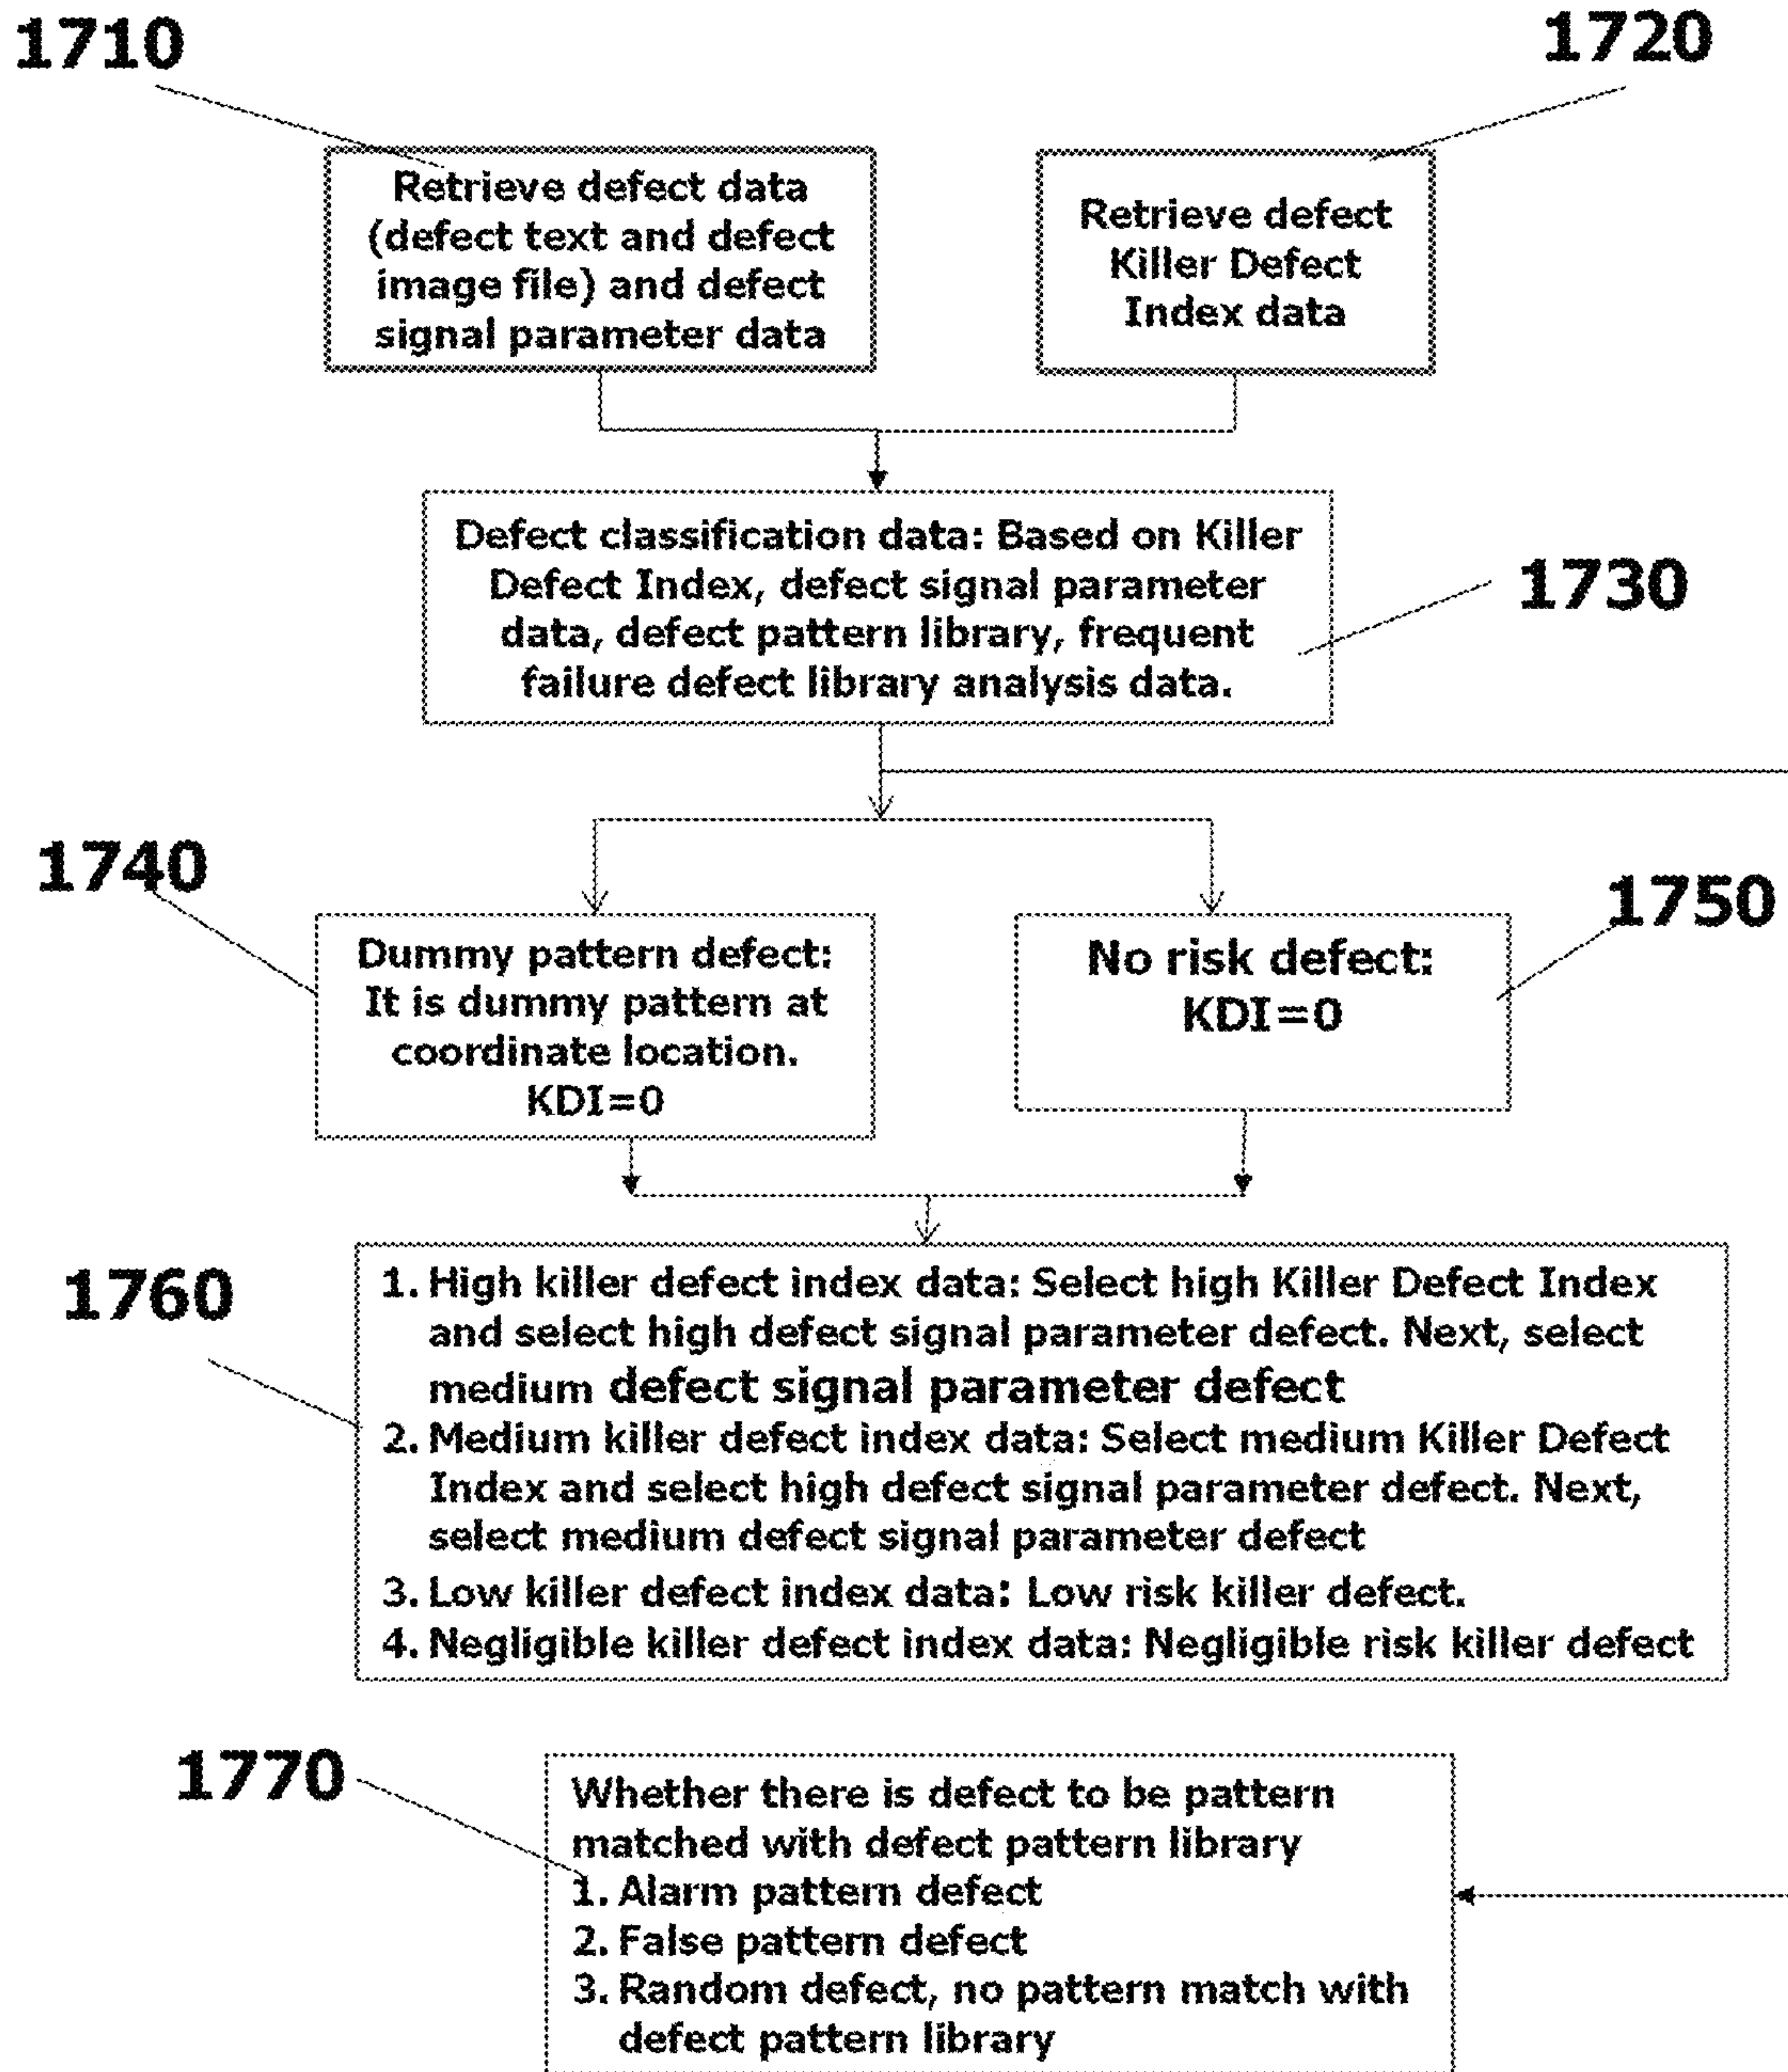 1710
1720
Retrieve defect data
(defect text and defect
image file) and defect
signal parameter data
Retrieve defect
Killer Defect
Index data
Defect classification data: Based on Killer
Defect Index, defect signal parameter
data, defect pattern library, frequent
failure defect library analysis data.
1730
1740
1750
Dummy pattern defect:
It is dummy pattern at
coordinate location.
KDI=0
No risk defect:
KDI=0
1760
1. High killer defect index data: Select high Killer Defect Index
and select high defect signal parameter defect. Next, select
medium defect signal parameter defect
2. Medium killer defect index data: Select medium Killer Defect
Index and select high defect signal parameter defect. Next,
select medium defect signal parameter defect
3. Low killer defect index data: Low risk killer defect.
4. Negligible killer defect index data: Negligible risk killer defect
1770
Whether there is defect to be pattern
matched with defect pattern library
1. Alarm pattern defect
2. False pattern defect
3. Random defect, no pattern match with
defect pattern library